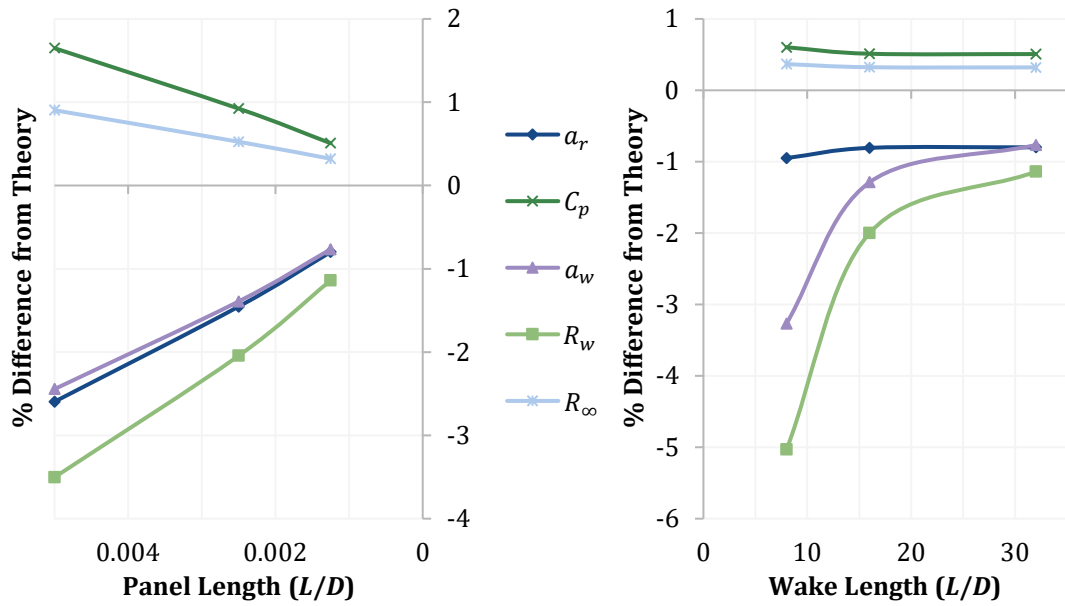 % Difference from Theory
2
1
0
-1
-2
-3
-4
0.004
0.002
0
Panel Length (L/D)
a_r
C_p
a_w
R_w
R_∞
% Difference from Theory
1
0
-1
-2
-3
-4
-5
-6
0
10
20
30
Wake Length (L/D)